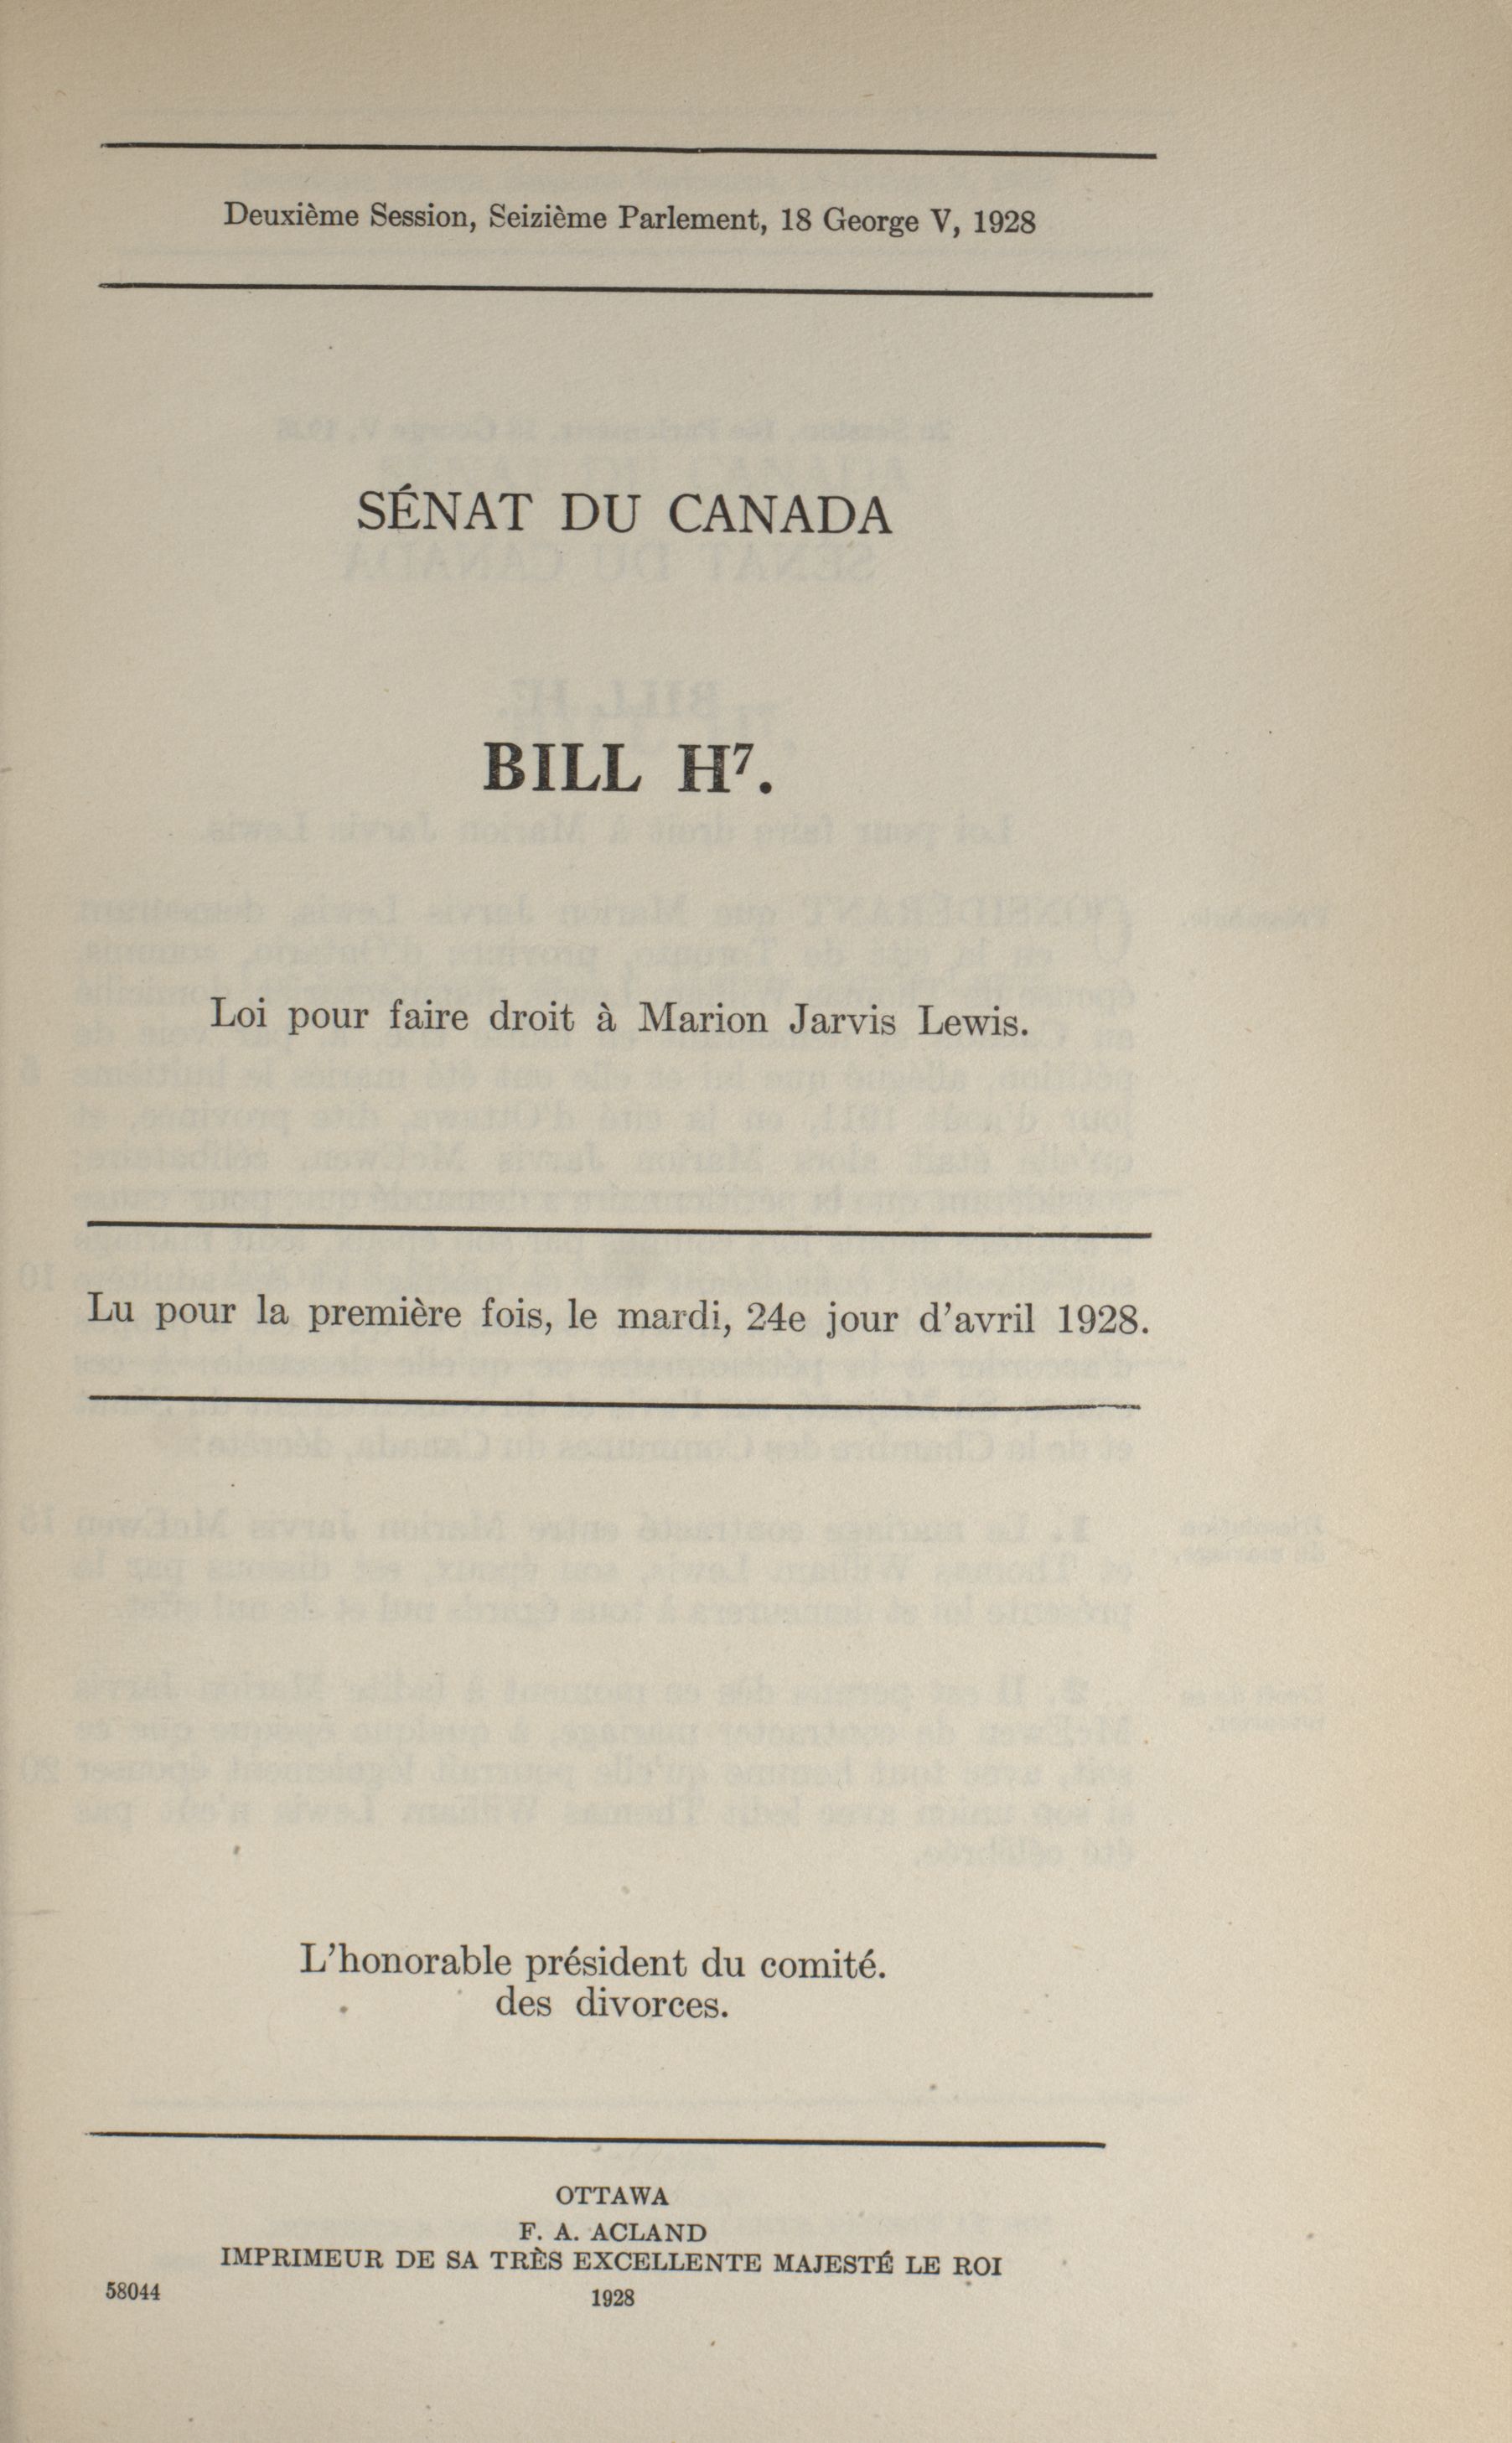 Deuxième Session, Seizième Parlement, 18 George V, 1928
SÉNAT DU CANADA
BILL H⁷.
Loi pour faire droit à Marion Jarvis Lewis.
Lu pour la première fois, le mardi, 24e jour d'avril 1928.
L'honorable président du comité.
des divorces.
OTTAWA
F. A. ACLAND
IMPRIMEUR DE SA TRÈS EXCELLENTE MAJESTÉ LE ROI
58044
1928